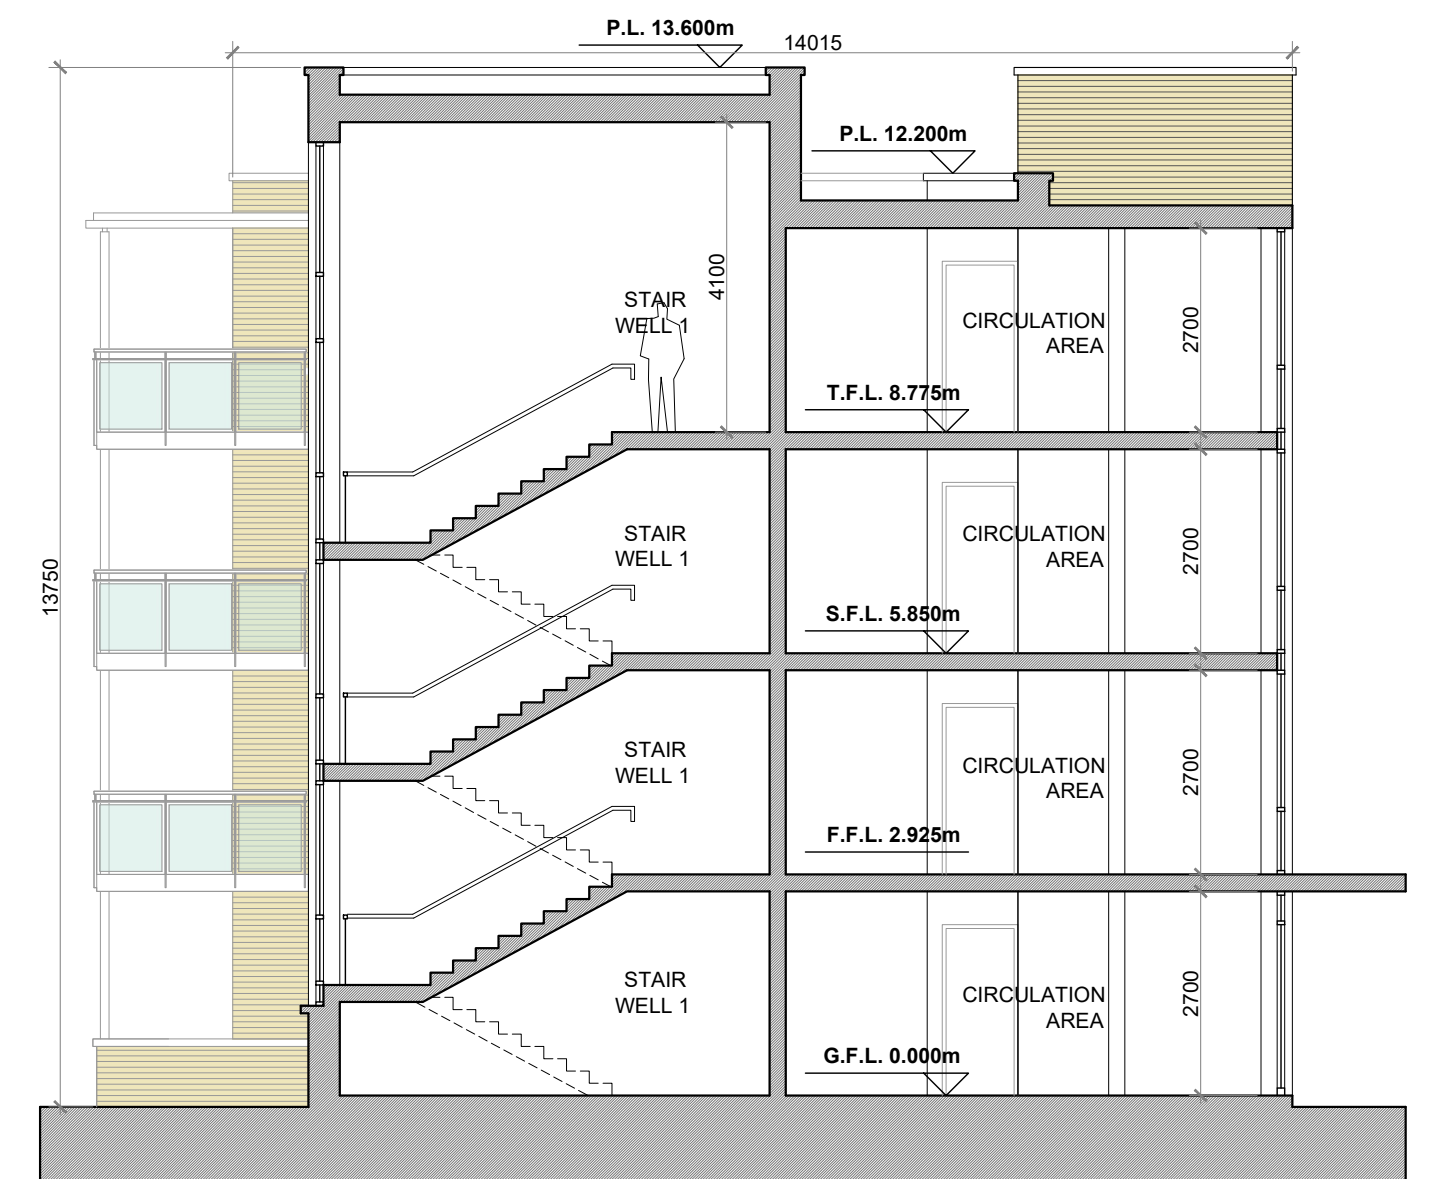 P.L. 13.600m
14015
P.L. 12.200m
4100
STAIR
WELL 1
CIRCULATION
AREA
2700
T.F.L. 8.775m
STAIR
WELL 1
CIRCULATION
AREA
2700
13750
S.F.L. 5.850m
STAIR
WELL 1
CIRCULATION
AREA
2700
F.F.L. 2.925m
STAIR
WELL 1
CIRCULATION
AREA
2700
G.F.L. 0.000m